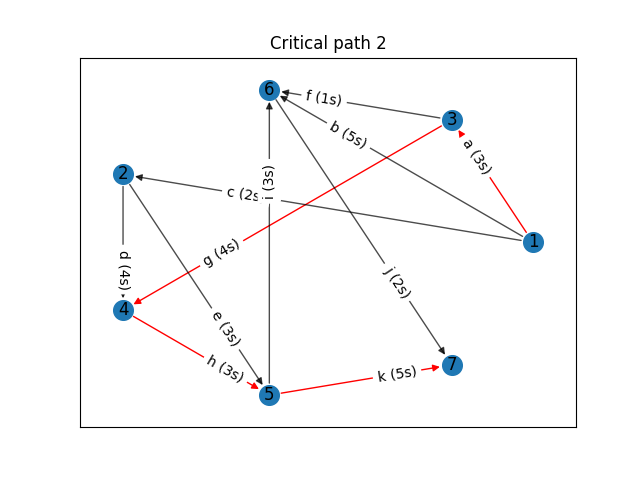 Critical path 2
6
f (1s)
3
b (5s)
a (3s)
2
c (2s
i (3s)
1
g (4s)
d (4s)
j (2s)
4
e (3s)
h (3s)
k (5s)
7
5